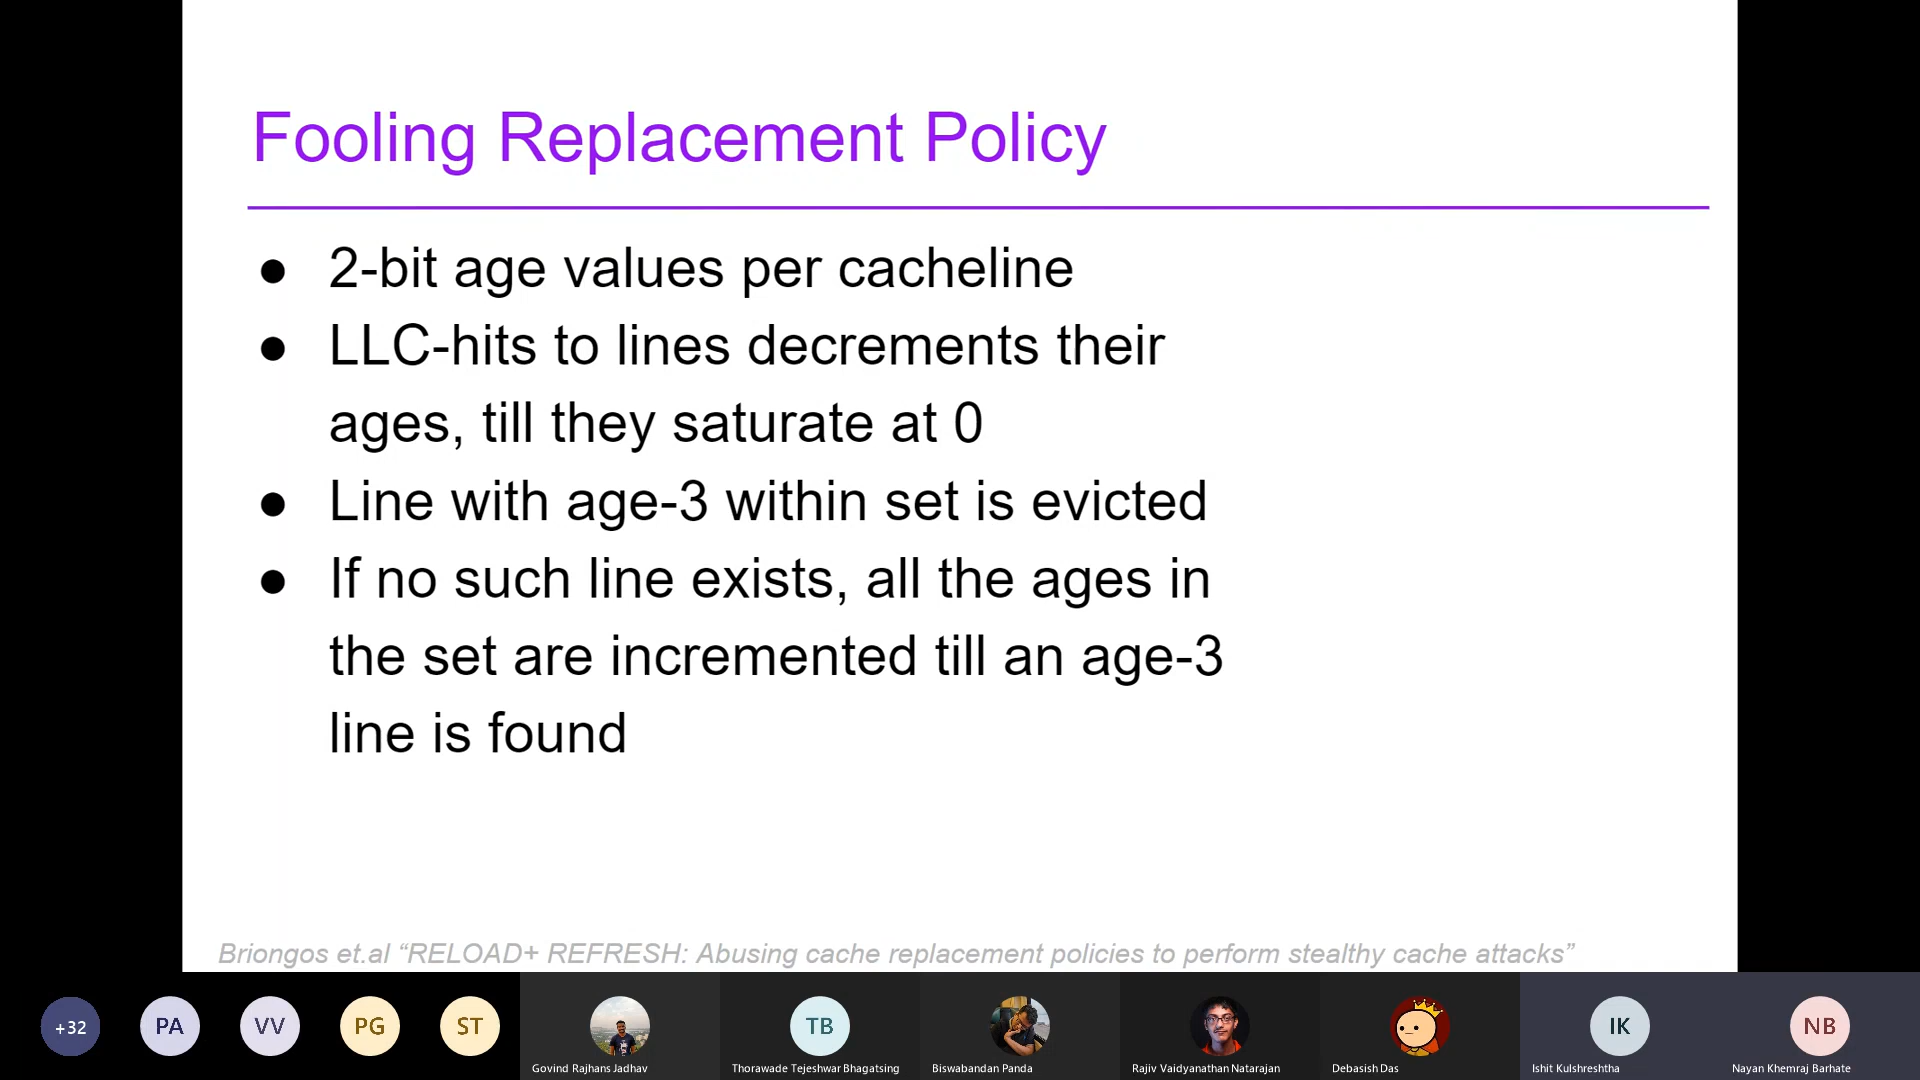 Fooling Replacement Policy
● 2-bit age values per cacheline
● LLC-hits to lines decrements their
ages, till they saturate at 0
● Line with age-3 within set is evicted
● If no such line exists, all the ages in
the set are incremented till an age-3
line is found
Briongos et.al “RELOAD+ REFRESH: Abusing cache replacement policies to perform stealthy cache attacks”
+32
PA
VV
PG
ST
TB
IK
NB
Govind Rajhans Jadhav
Thorawade Tejeshwar Bhagatsing
Biswabandan Panda
Rajiv Vaidyanathan Natarajan
Debasish Das
Ishit Kulshreshtha
Nayan Khemraj Barhate